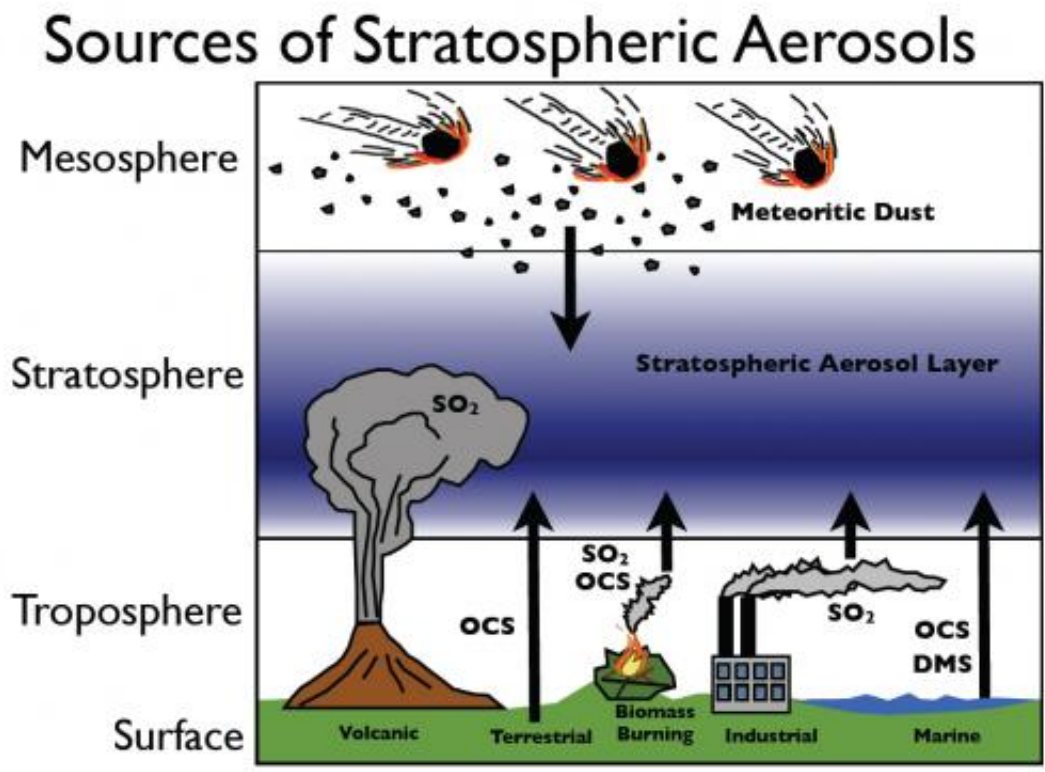 Sources of Stratospheric Aerosols
Mesosphere
Meteoritic Dust
Stratosphere
Stratospheric Aerosol Layer
SO₂
Troposphere
OCS
SO₂
OCS
SO₂
OCS
DMS
Surface
Volcanic
Terrestrial
Biomass
Burning
Industrial
Marine